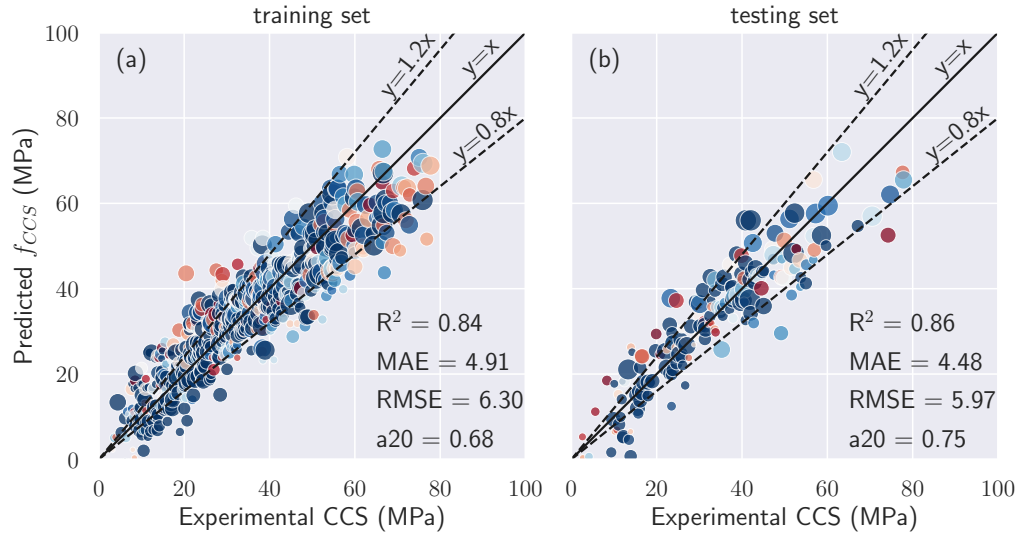 training set
testing set
(a)
y=1.2x
y=x
y=0.8x
R² = 0.84
MAE = 4.91
RMSE = 6.30
a20 = 0.68
Predicted f_CCS (MPa)
100
80
60
40
20
0
0 20 40 60 80 100
Experimental CCS (MPa)
(b)
y=1.2x
y=x
y=0.8x
R² = 0.86
MAE = 4.48
RMSE = 5.97
a20 = 0.75
0 20 40 60 80 100
Experimental CCS (MPa)